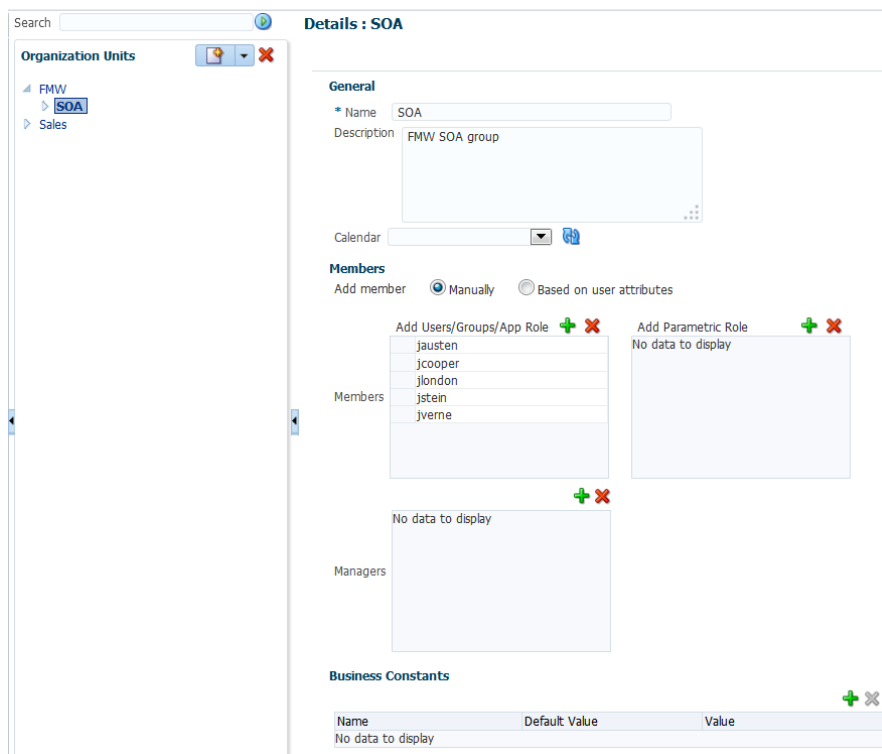 Search
Organization Units
FMW
SOA
Sales
Details : SOA
General
* Name SOA
Description FMW SOA group
Calendar
Members
Add member Manually Based on user attributes
Add Users/Groups/App Role Add Parametric Role
jausten No data to display
jcooper
jlondon
Members
jstein
jverne
No data to display
Managers
Business Constants
Name Default Value Value
No data to display